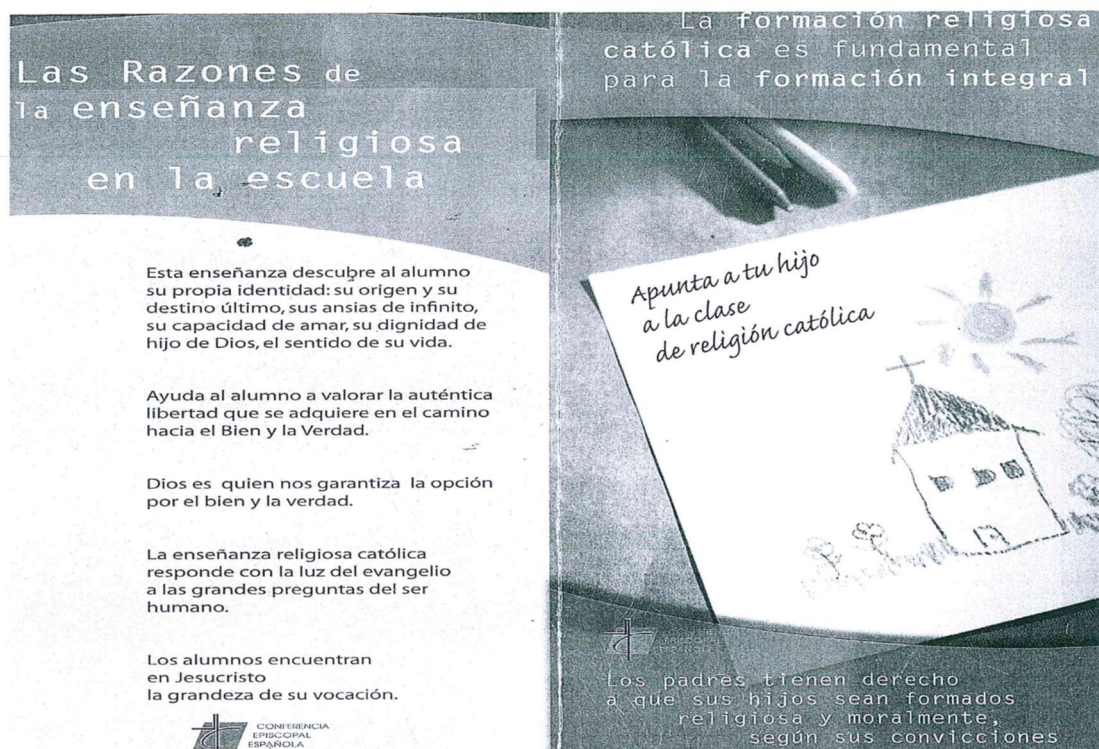 Las Razones de
la enseñanza
religiosa
en la escuela
Esta enseñanza descubre al alumno
su propia identidad: su origen y su
destino último, sus ansias de infinito,
su capacidad de amar, su dignidad de
hijo de Dios, el sentido de su vida.
Ayuda al alumno a valorar la auténtica
libertad que se adquiere en el camino
hacia el Bien y la Verdad.
Dios es quien nos garantiza la opción
por el bien y la verdad.
La enseñanza religiosa católica
responde con la luz del evangelio
a las grandes preguntas del ser
humano.
Los alumnos encuentran
en Jesucristo
la grandeza de su vocación.
CONFERENCIA
EPISCOPAL
ESPAÑOLA
La formación religiosa
católica es fundamental
para la formación integral
Apunta a tu hijo
a la clase
de religión católica
EPISCOPAL
ESPAÑOLA
Los padres tienen derecho
a que sus hijos sean formados
religiosa y moralmente,
según sus convicciones